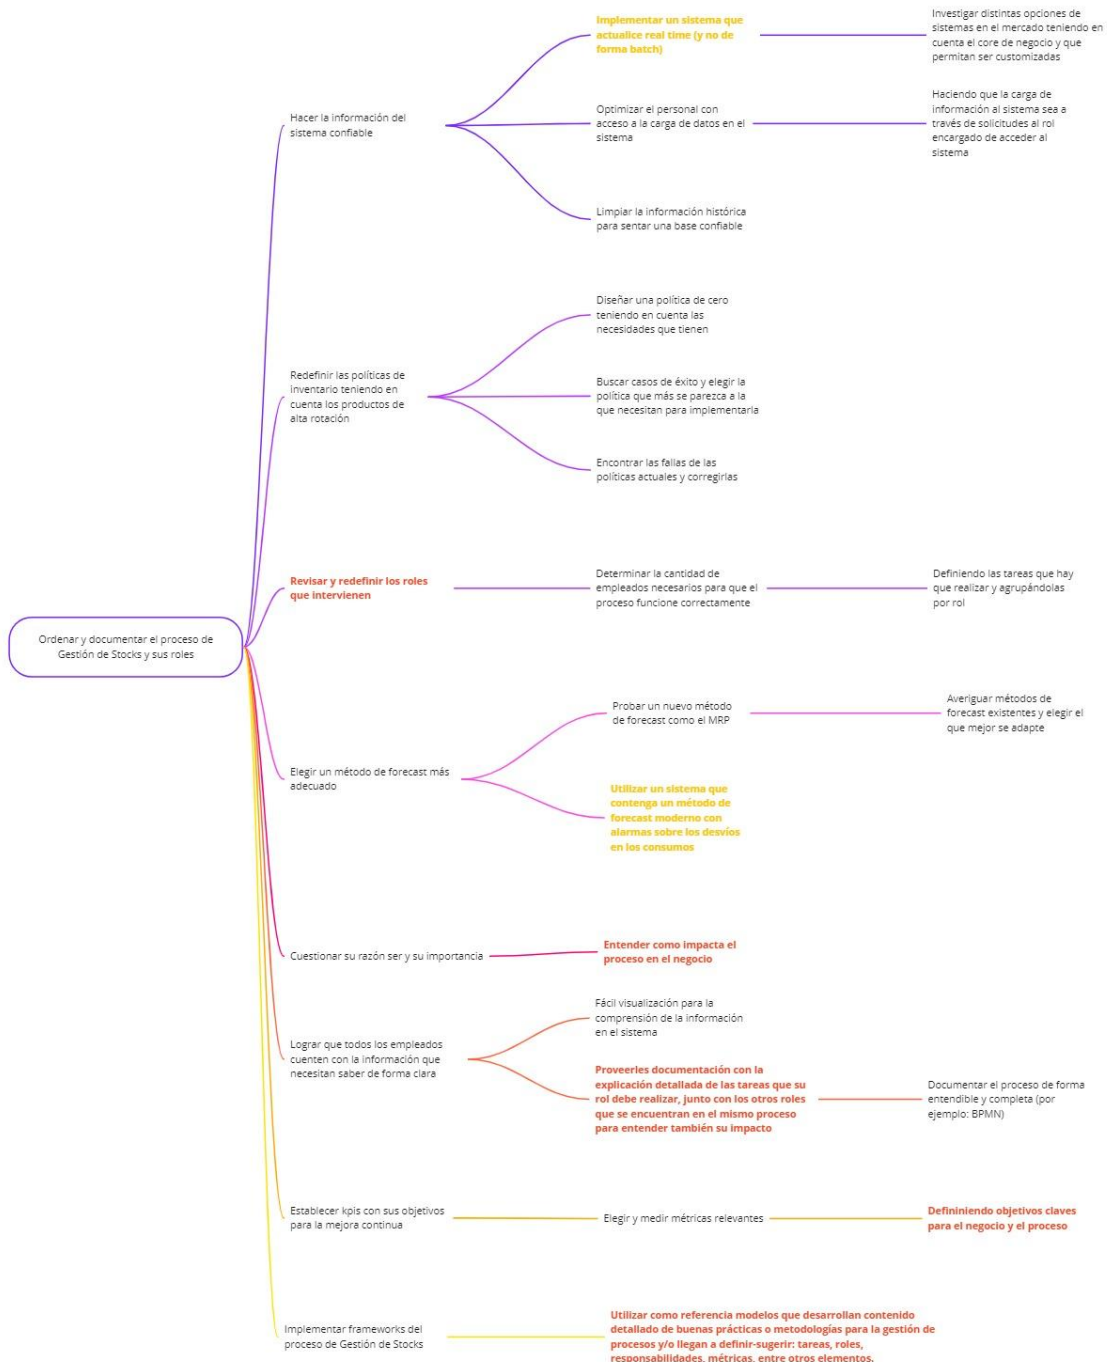 Implementar un sistema que
actualice real time (y no de
forma batch)
Investigar distintas opciones de
sistemas en el mercado teniendo en
cuenta el core de negocio y que
permitan ser customizadas
Hacer la información del
sistema confiable
Optimizar el personal con
acceso a la carga de datos en el
sistema
Haciendo que la carga de
información al sistema sea a
través de solicitudes al rol
encargado de acceder al
sistema
Limpiar la información histórica
para sentar una base confiable
Redefinir las políticas de
inventario teniendo en
cuenta los productos de
alta rotación
Diseñar una política de cero
teniendo en cuenta las
necesidades que tienen
Buscar casos de éxito y elegir la
política que más se parezca a la
que necesitan para implementarla
Encontrar las fallas de las
políticas actuales y corregirlas
Revisar y redefinir los roles
que intervienen
Determinar la cantidad de
empleados necesarios para que el
proceso funcione correctamente
Definiendo las tareas que hay
que realizar y agrupándolas
por rol
Ordenar y documentar el proceso de
Gestión de Stocks y sus roles
Elegir un método de forecast más
adecuado
Probar un nuevo método
de forecast como el MRP
Averiguar métodos de
forecast existentes y elegir el
que mejor se adapte
Utilizar un sistema que
contenga un método de
forecast moderno con
alarmas sobre los desvíos
en los consumos
Cuestionar su razón ser y su importancia
Entender como impacta el
proceso en el negocio
Lograr que todos los empleados
cuenten con la información que
necesitan saber de forma clara
Fácil visualización para la
comprensión de la información
en el sistema
Proveerles documentación con la
explicación detallada de las tareas que su
rol debe realizar, junto con los otros roles
que se encuentran en el mismo proceso
para entender también su impacto
Documentar el proceso de forma
entendible y completa (por
ejemplo: BPMN)
Establecer kpis con sus objetivos
para la mejora continua
Elegir y medir métricas relevantes
Defininiendo objetivos claves
para el negocio y el proceso
Implementar frameworks del
proceso de Gestión de Stocks
Utilizar como referencia modelos que desarrollan contenido
detallado de buenas prácticas o metodologías para la gestión de
procesos y/o llegan a definir-sugerir: tareas, roles,
responsabilidades, métricas, entre otros elementos.